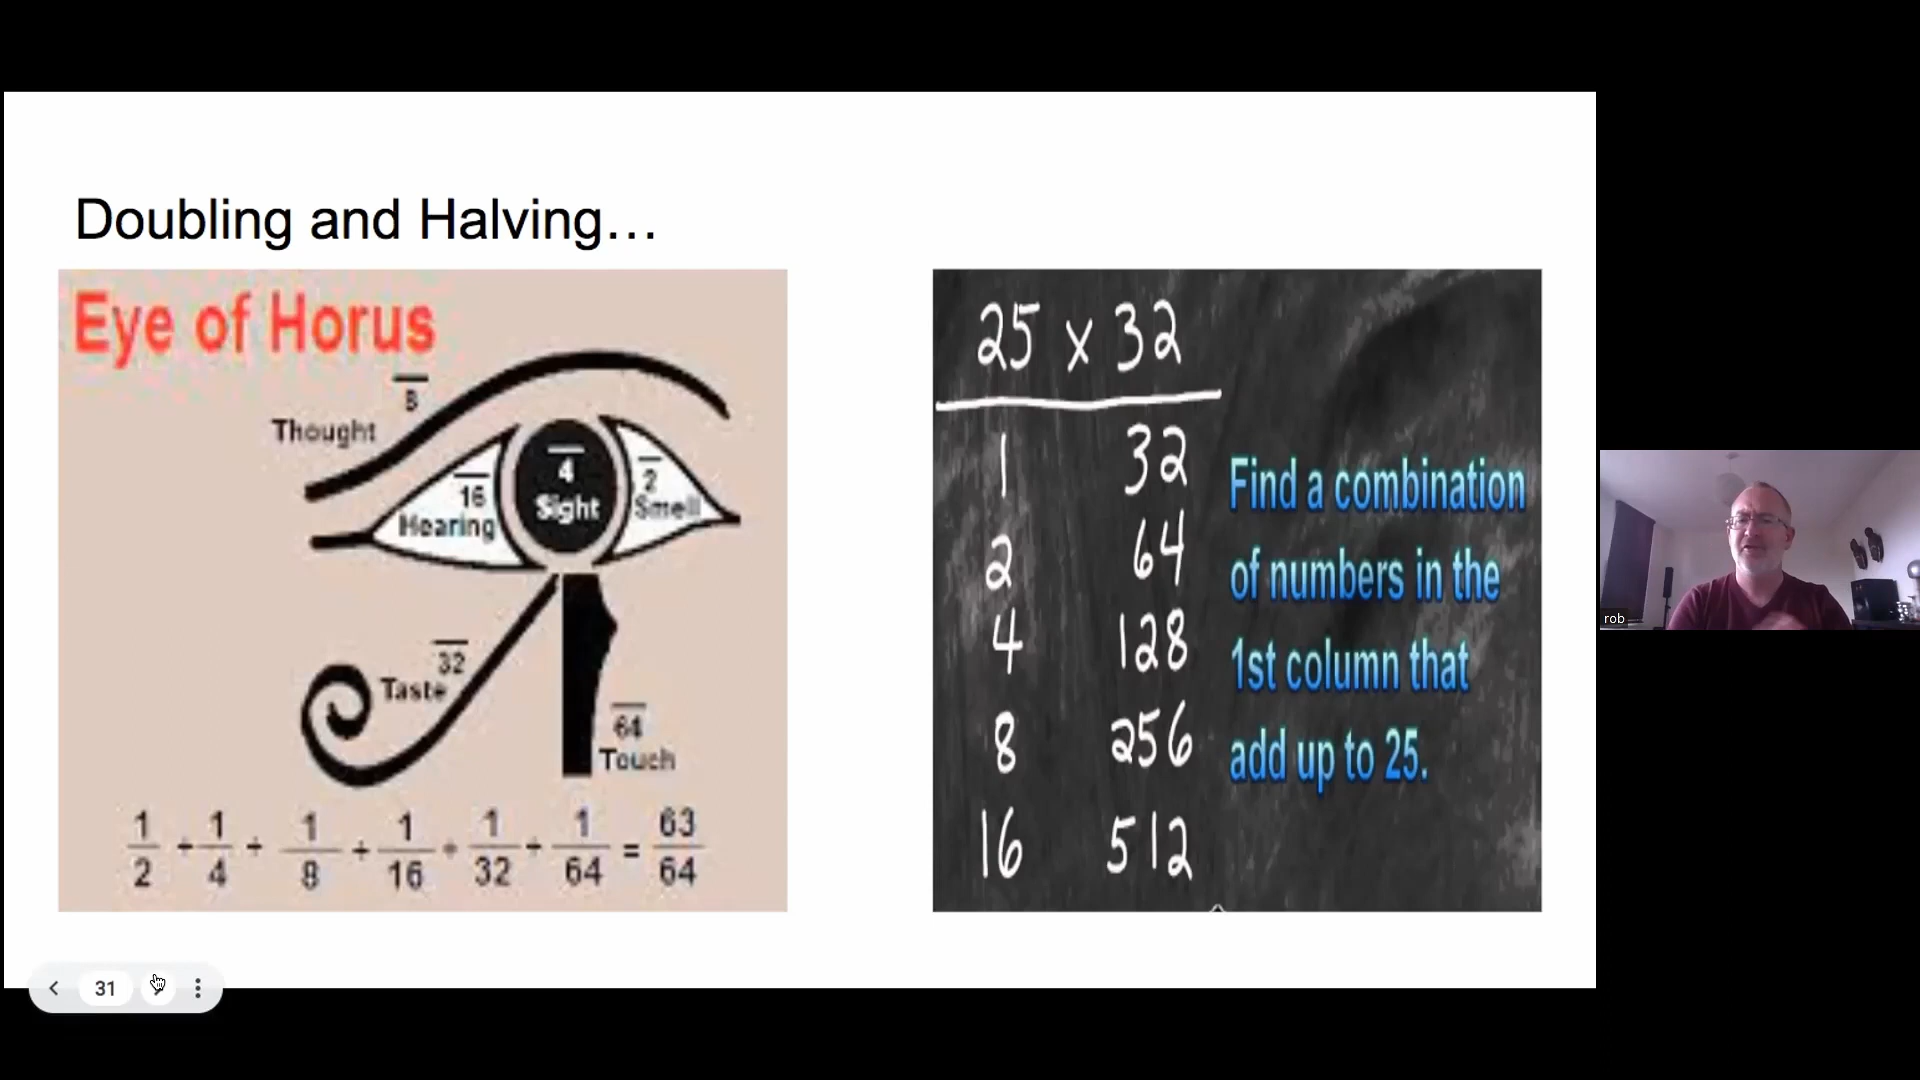 Doubling and Halving…
Eye of Horus
8
Thought
16
Hearing
4
Sight
2
Smell
32
Taste
64
Touch
1/2 + 1/4 + 1/8 + 1/16 + 1/32 + 1/64 = 63/64
25 x 32
1 32
2 64
4 128
8 256
16 512
Find a combination
of numbers in the
1st column that
add up to 25.
rob
31